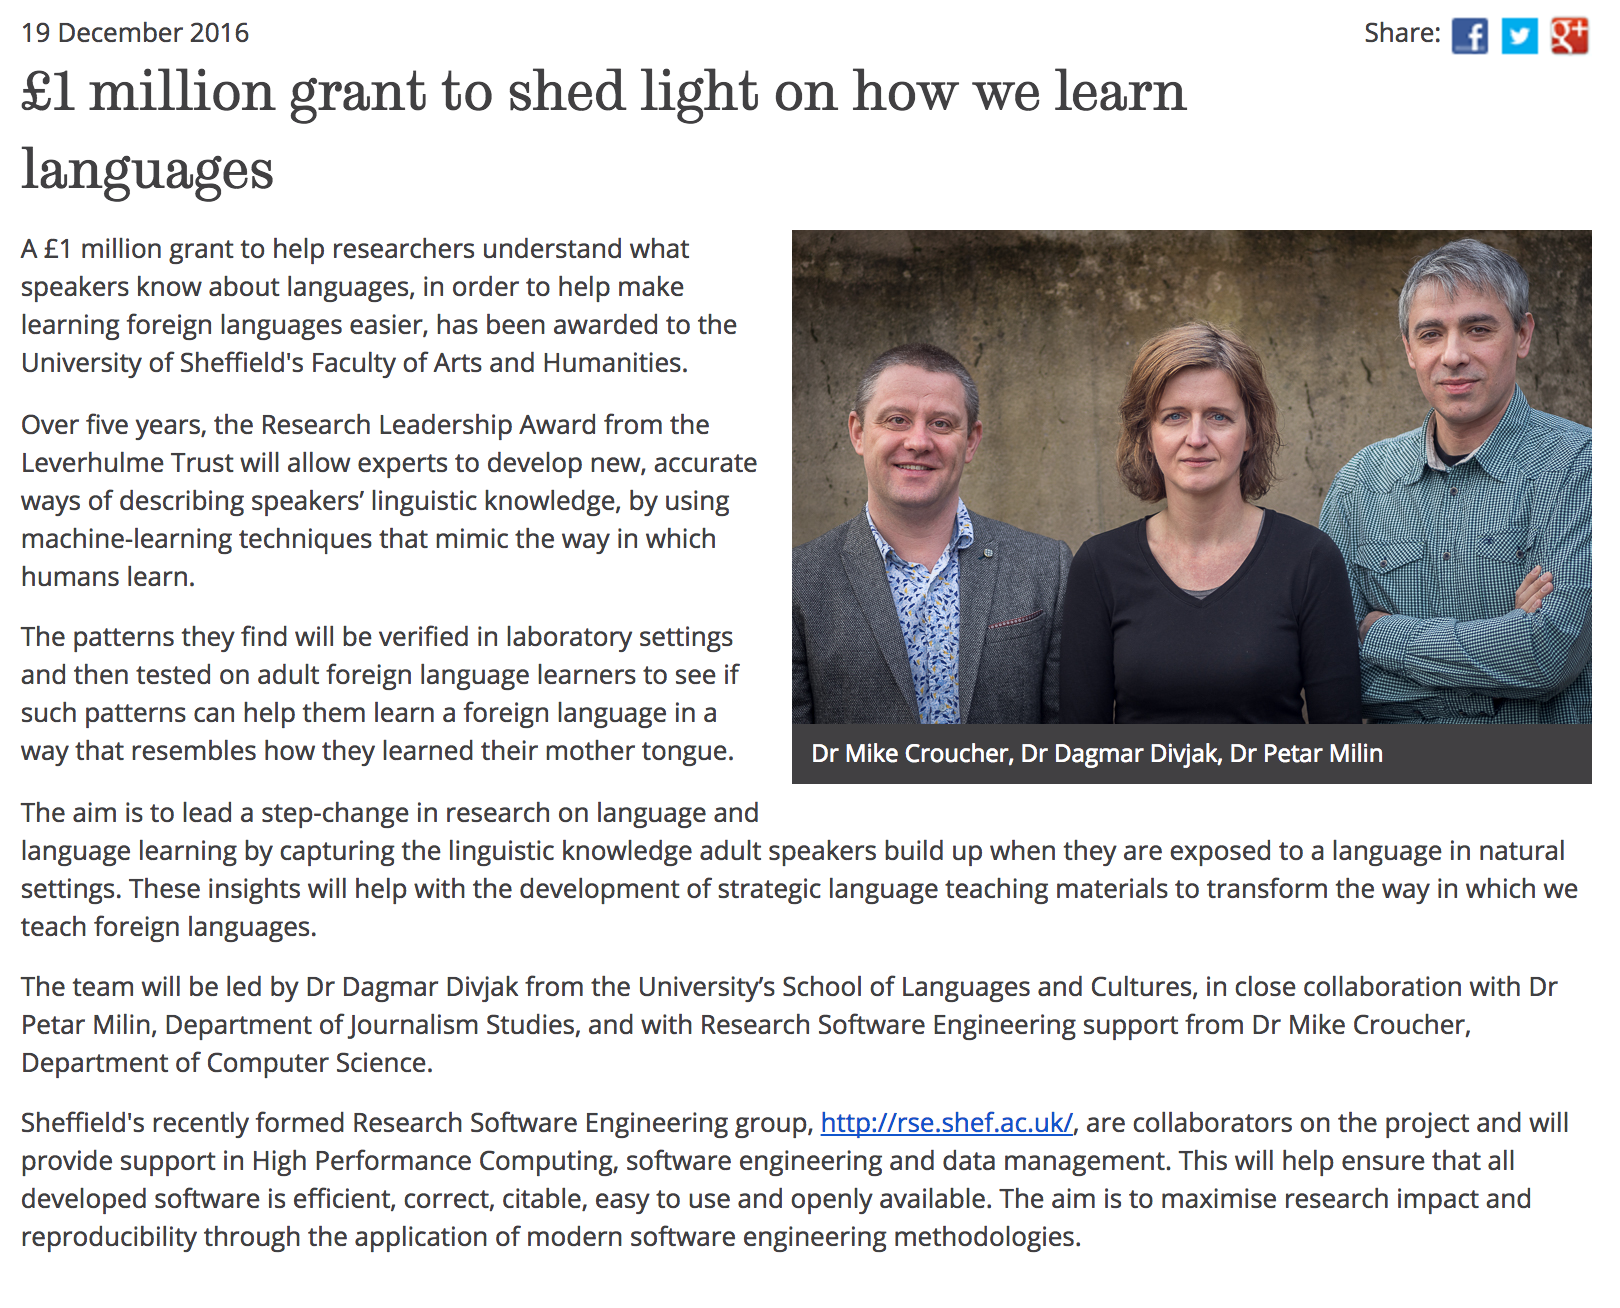 19 December 2016
Share:
£1 million grant to shed light on how we learn
languages
A £1 million grant to help researchers understand what
speakers know about languages, in order to help make
learning foreign languages easier, has been awarded to the
University of Sheffield's Faculty of Arts and Humanities.
Over five years, the Research Leadership Award from the
Leverhulme Trust will allow experts to develop new, accurate
ways of describing speakers’ linguistic knowledge, by using
machine-learning techniques that mimic the way in which
humans learn.
The patterns they find will be verified in laboratory settings
and then tested on adult foreign language learners to see if
such patterns can help them learn a foreign language in a
way that resembles how they learned their mother tongue.
Dr Mike Croucher, Dr Dagmar Divjak, Dr Petar Milin
The aim is to lead a step-change in research on language and
language learning by capturing the linguistic knowledge adult speakers build up when they are exposed to a language in natural
settings. These insights will help with the development of strategic language teaching materials to transform the way in which we
teach foreign languages.
The team will be led by Dr Dagmar Divjak from the University’s School of Languages and Cultures, in close collaboration with Dr
Petar Milin, Department of Journalism Studies, and with Research Software Engineering support from Dr Mike Croucher,
Department of Computer Science.
Sheffield's recently formed Research Software Engineering group, http://rse.shef.ac.uk/, are collaborators on the project and will
provide support in High Performance Computing, software engineering and data management. This will help ensure that all
developed software is efficient, correct, citable, easy to use and openly available. The aim is to maximise research impact and
reproducibility through the application of modern software engineering methodologies.